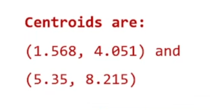 Centroids are:
(1.568, 4.051) and
(5.35, 8.215)